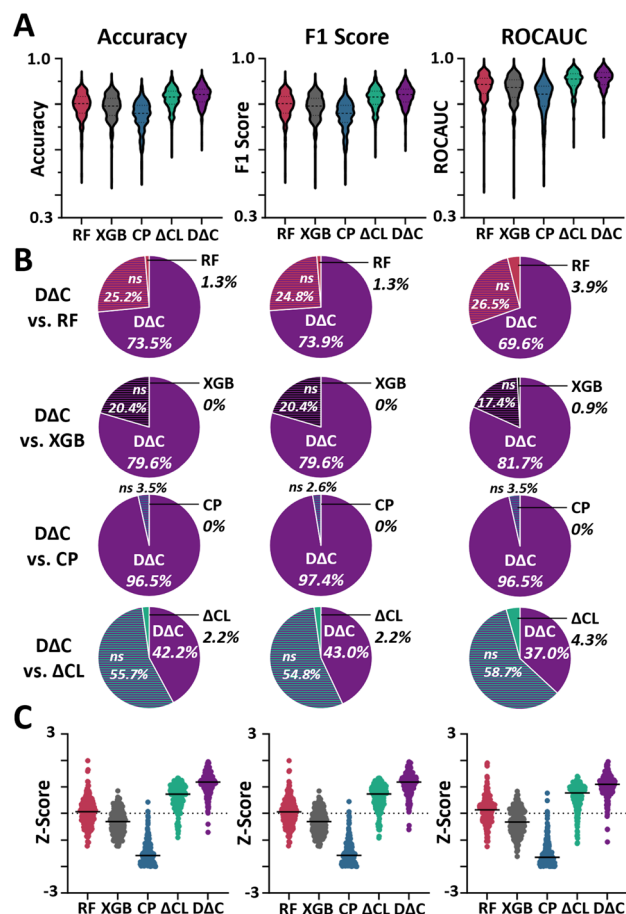 A
Accuracy F1 Score ROCAUC
1.0 1.0 1.0
Accuracy F1 Score ROCAUC
0.3 0.3 0.3
RF XGB CP ΔCL DΔC RF XGB CP ΔCL DΔC RF XGB CP ΔCL DΔC
B
DΔC
vs. RF
ns
25.2%
RF
1.3%
DΔC
73.5%
ns
24.8%
RF
1.3%
DΔC
73.9%
ns
26.5%
RF
3.9%
DΔC
69.6%
DΔC
vs. XGB
ns
20.4%
XGB
0%
DΔC
79.6%
ns
20.4%
XGB
0%
DΔC
79.6%
ns
17.4%
XGB
0.9%
DΔC
81.7%
DΔC
vs. CP
ns 3.5%
CP
0%
DΔC
96.5%
ns 2.6%
CP
0%
DΔC
97.4%
ns 3.5%
CP
0%
DΔC
96.5%
DΔC
vs. ΔCL
ΔCL
2.2%
DΔC
42.2%
ns
55.7%
ΔCL
2.2%
DΔC
43.0%
ns
54.8%
ΔCL
4.3%
DΔC
37.0%
ns
58.7%
C
3 3 3
Z-Score Z-Score Z-Score
-3 -3 -3
RF XGB CP ΔCL DΔC RF XGB CP ΔCL DΔC RF XGB CP ΔCL DΔC